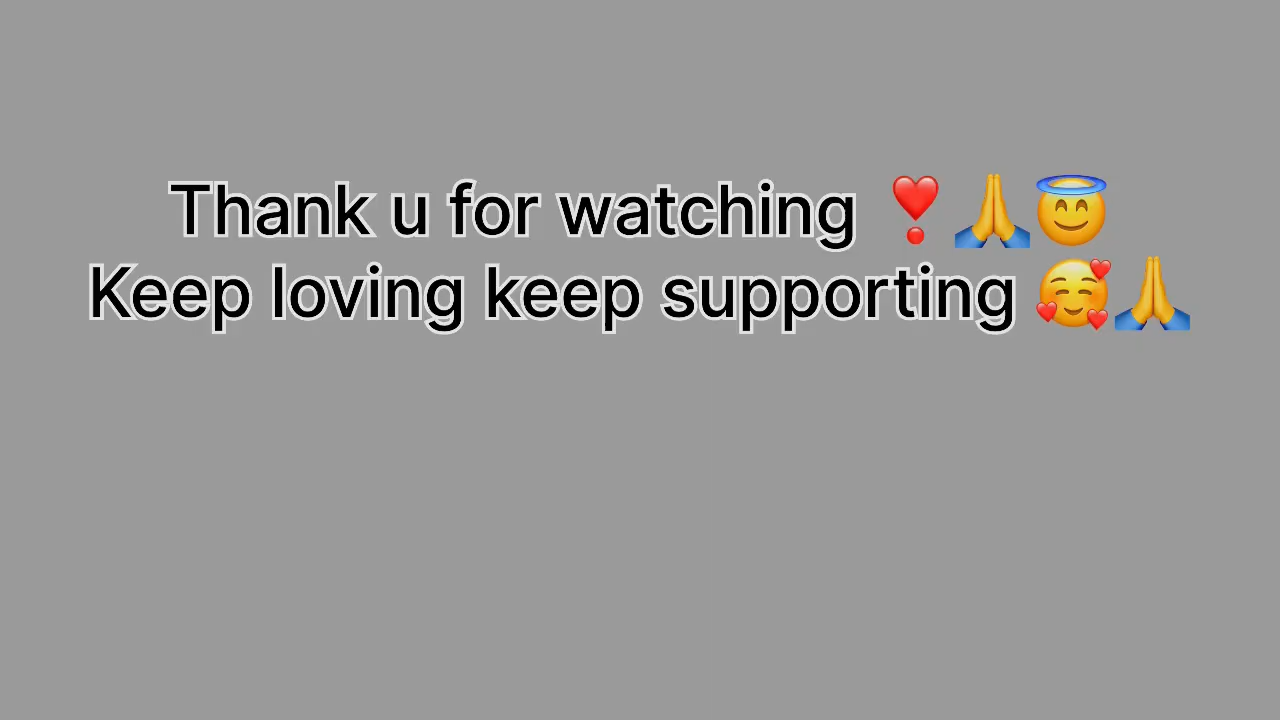 Thank u for watching ❣️🙏😇
Keep loving keep supporting 🥰🙏